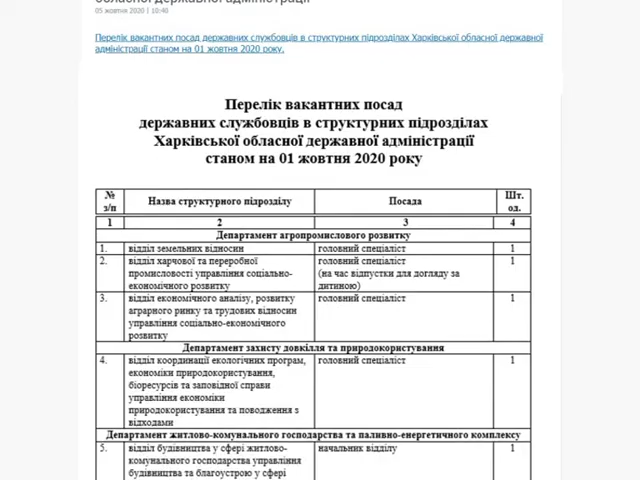 обласної державної адміністрації
05 жовтня 2020 | 10:40
Перелік вакантних посад державних службовців в структурних підрозділах Харківської обласної державної
адміністрації станом на 01 жовтня 2020 року.
Перелік вакантних посад
державних службовців в структурних підрозділах
Харківської обласної державної адміністрації
станом на 01 жовтня 2020 року
№ з/п | Назва структурного підрозділу | Посада | Шт. од.
1 | 2 | 3 | 4
Департамент агропромислового розвитку
1. | відділ земельних відносин | головний спеціаліст | 1
2. | відділ харчової та переробної | головний спеціаліст | 1
промисловості управління соціально- | (на час відпустки для догляду за
економічного розвитку | дитиною)
3. | відділ економічного аналізу, розвитку | головний спеціаліст | 1
аграрного ринку та трудових відносин
управління соціально-економічного
розвитку
Департамент захисту довкілля та природокористування
4. | відділ координації екологічних програм, | головний спеціаліст | 1
економіки природокористування,
біоресурсів та заповідної справи
управління економіки
природокористування та поводження з
відходами
Департамент житлово-комунального господарства та паливно-енергетичного комплексу
5. | відділ будівництва у сфері житлово- | начальник відділу | 1
комунального господарства управління
будівництва та благоустрою у сфері